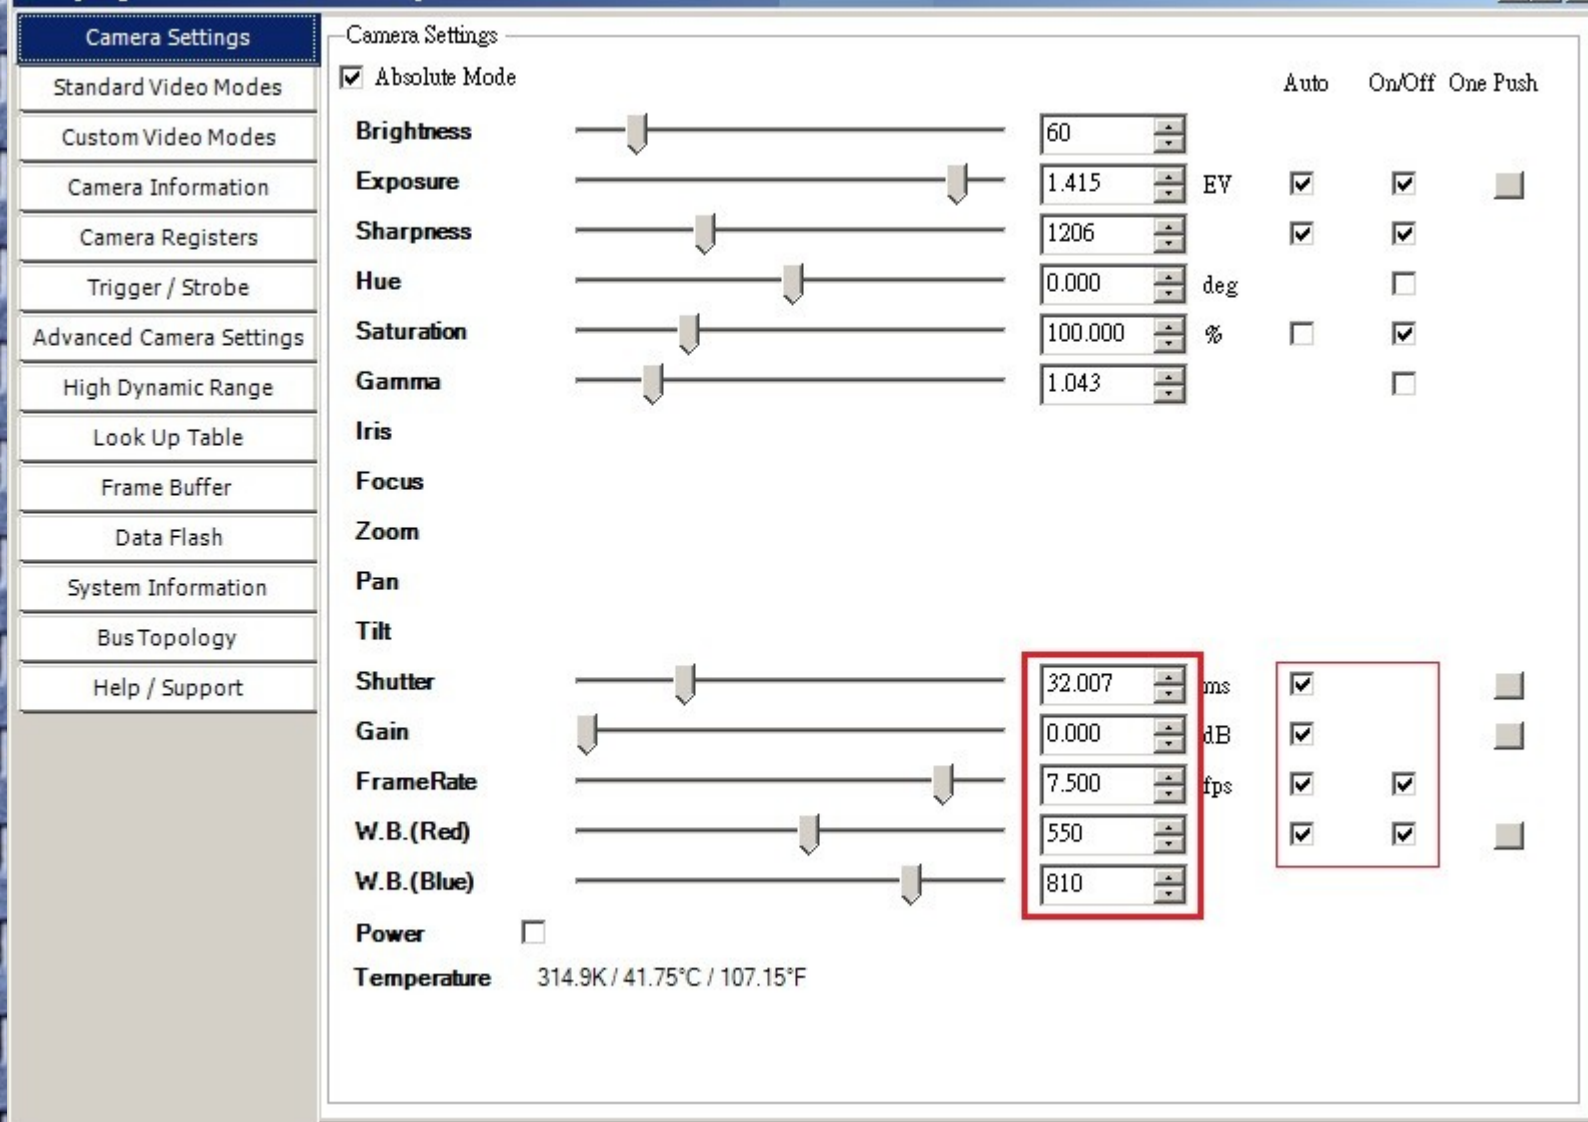 Camera Settings
Standard Video Modes
Custom Video Modes
Camera Information
Camera Registers
Trigger / Strobe
Advanced Camera Settings
High Dynamic Range
Look Up Table
Frame Buffer
Data Flash
System Information
Bus Topology
Help / Support
Camera Settings
Absolute Mode
Auto On/Off One Push
Brightness 60
Exposure 1.415 EV
Sharpness 1206
Hue 0.000 deg
Saturation 100.000 %
Gamma 1.043
Iris
Focus
Zoom
Pan
Tilt
Shutter 32.007 ms
Gain 0.000 dB
FrameRate 7.500 fps
W.B.(Red) 550
W.B.(Blue) 810
Power
Temperature 314.9K / 41.75°C / 107.15°F